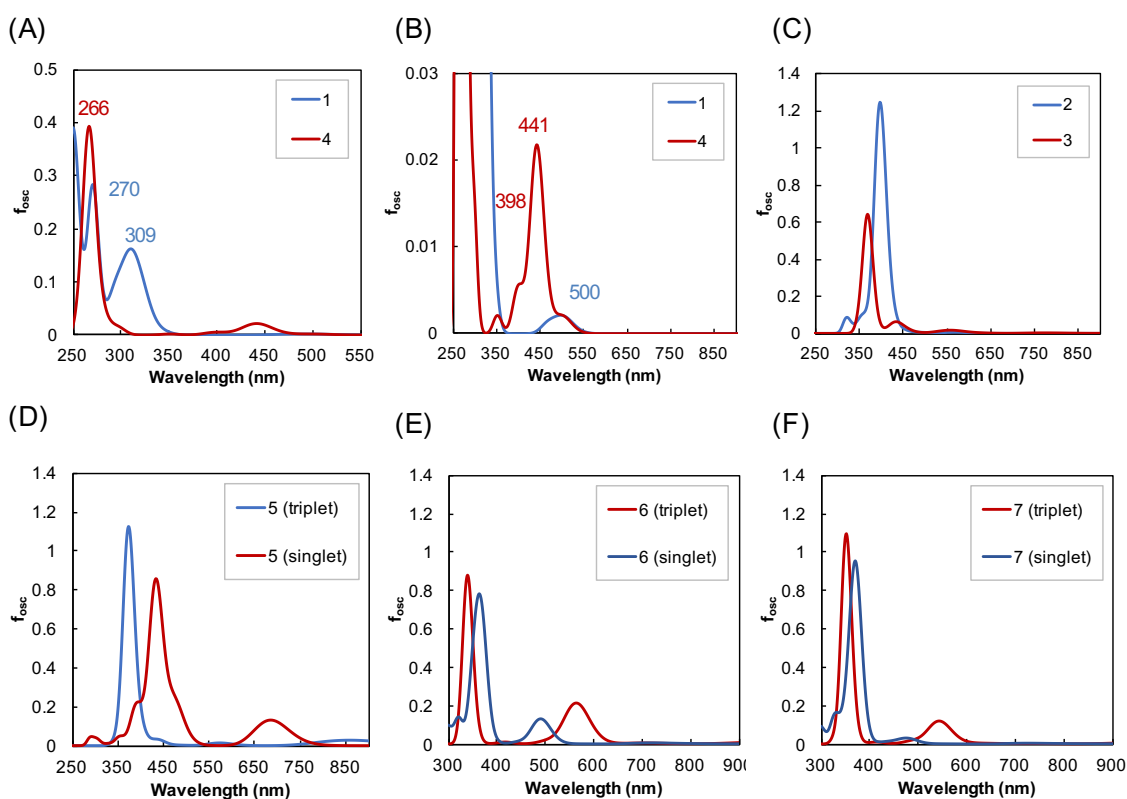 (A)
0.5
0.4
0.3
0.2
0.1
0
f_osc
250 300 350 400 450 500 550
Wavelength (nm)
1
4
266
270
309
(B)
0.03
0.02
0.01
0
f_osc
250 350 450 550 650 750 850
Wavelength (nm)
1
4
441
398
500
(C)
1.4
1.2
1
0.8
0.6
0.4
0.2
0
f_osc
250 350 450 550 650 750 850
Wavelength (nm)
2
3
(D)
1.4
1.2
1
0.8
0.6
0.4
0.2
0
f_osc
250 350 450 550 650 750 850
Wavelength (nm)
5 (triplet)
5 (singlet)
(E)
1.4
1.2
1
0.8
0.6
0.4
0.2
0
f_osc
300 400 500 600 700 800 900
Wavelength (nm)
6 (triplet)
6 (singlet)
(F)
1.4
1.2
1
0.8
0.6
0.4
0.2
0
f_osc
300 400 500 600 700 800 900
Wavelength (nm)
7 (triplet)
7 (singlet)